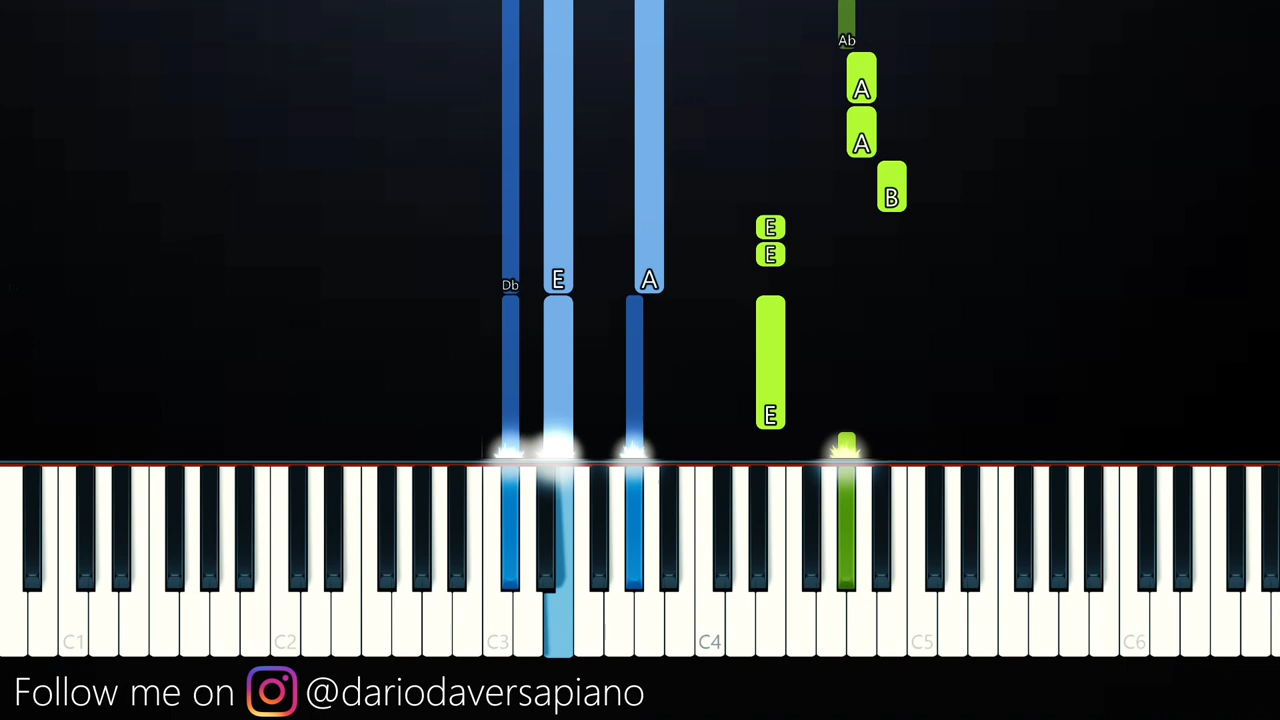 Ab
A
A
B
E
E
Db E A
E
C1 C2 C3 C4 C5 C6
Follow me on @dariodaversapiano